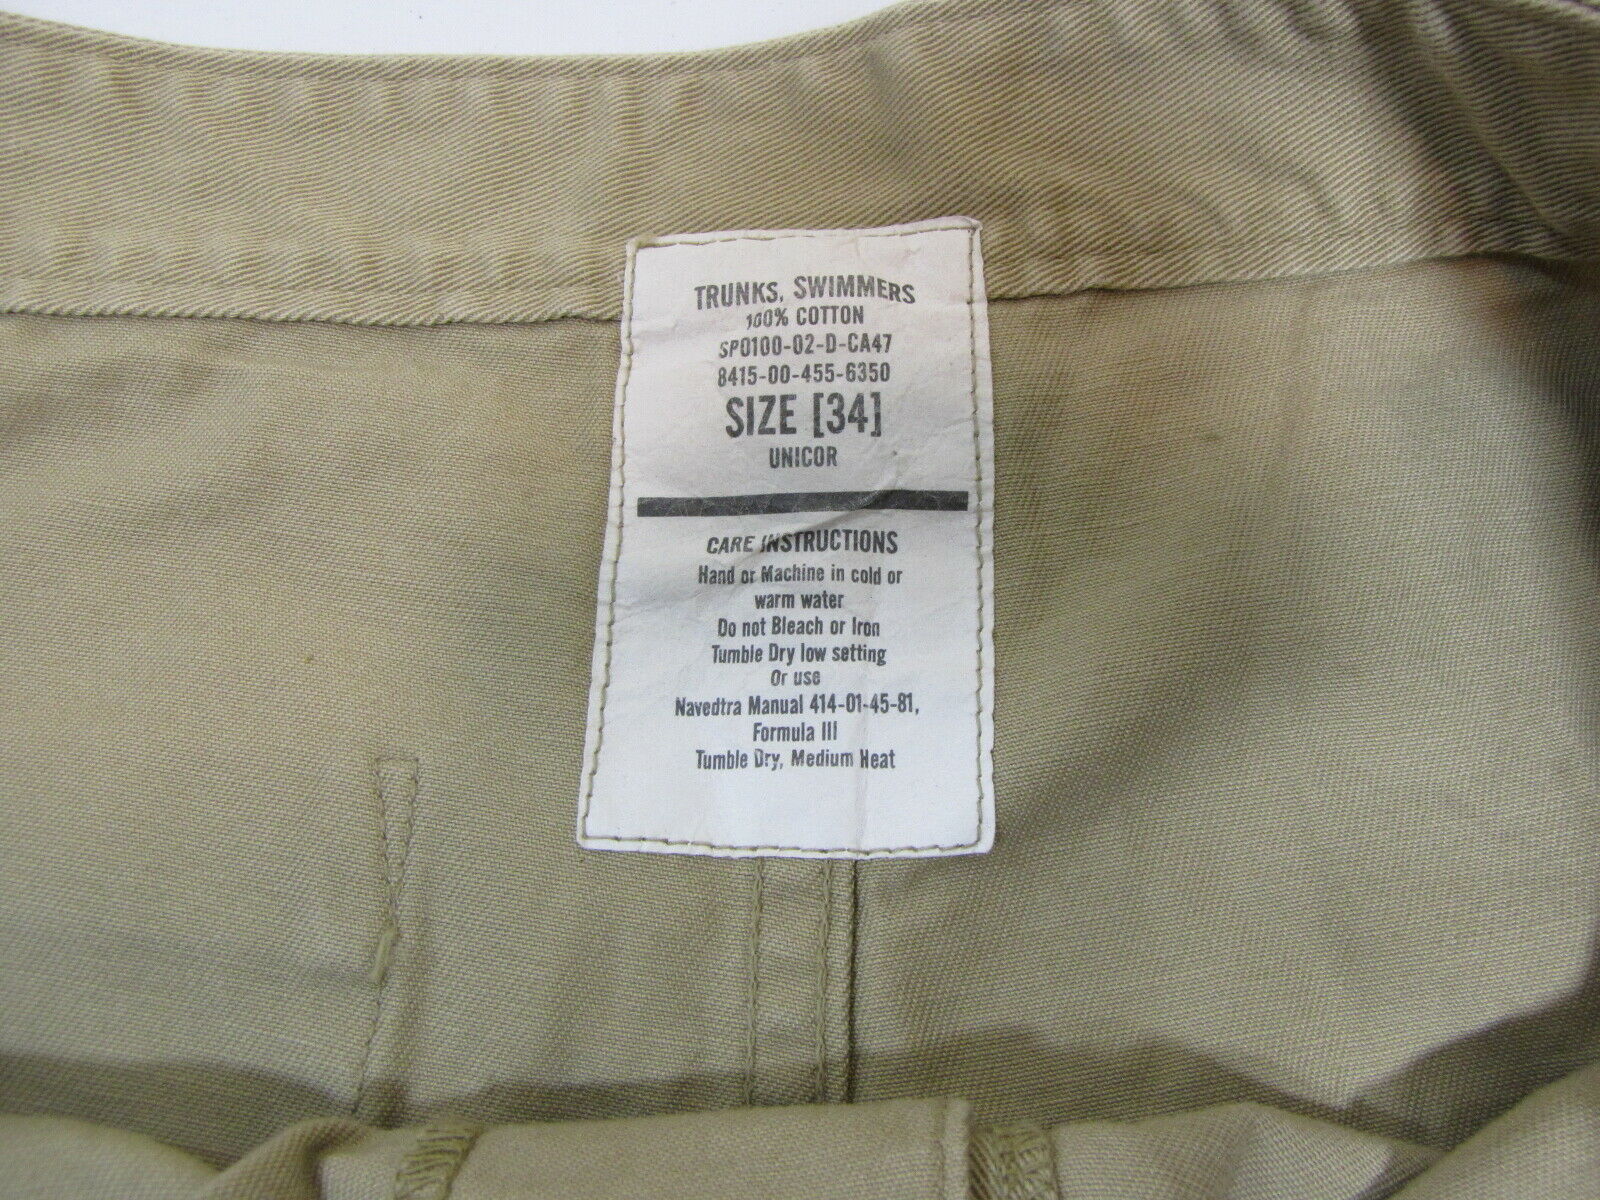 TRUNKS, SWIMMERS
100% COTTON
SP0100-02-D-CA47
8415-00-455-6350
SIZE [34]
UNICOR
CARE INSTRUCTIONS
Hand or Machine in cold or
warm water
Do not Bleach or Iron
Tumble Dry low setting
Or use
Navedtra Manual 414-01-45-81,
Formula III
Tumble Dry, Medium Heat